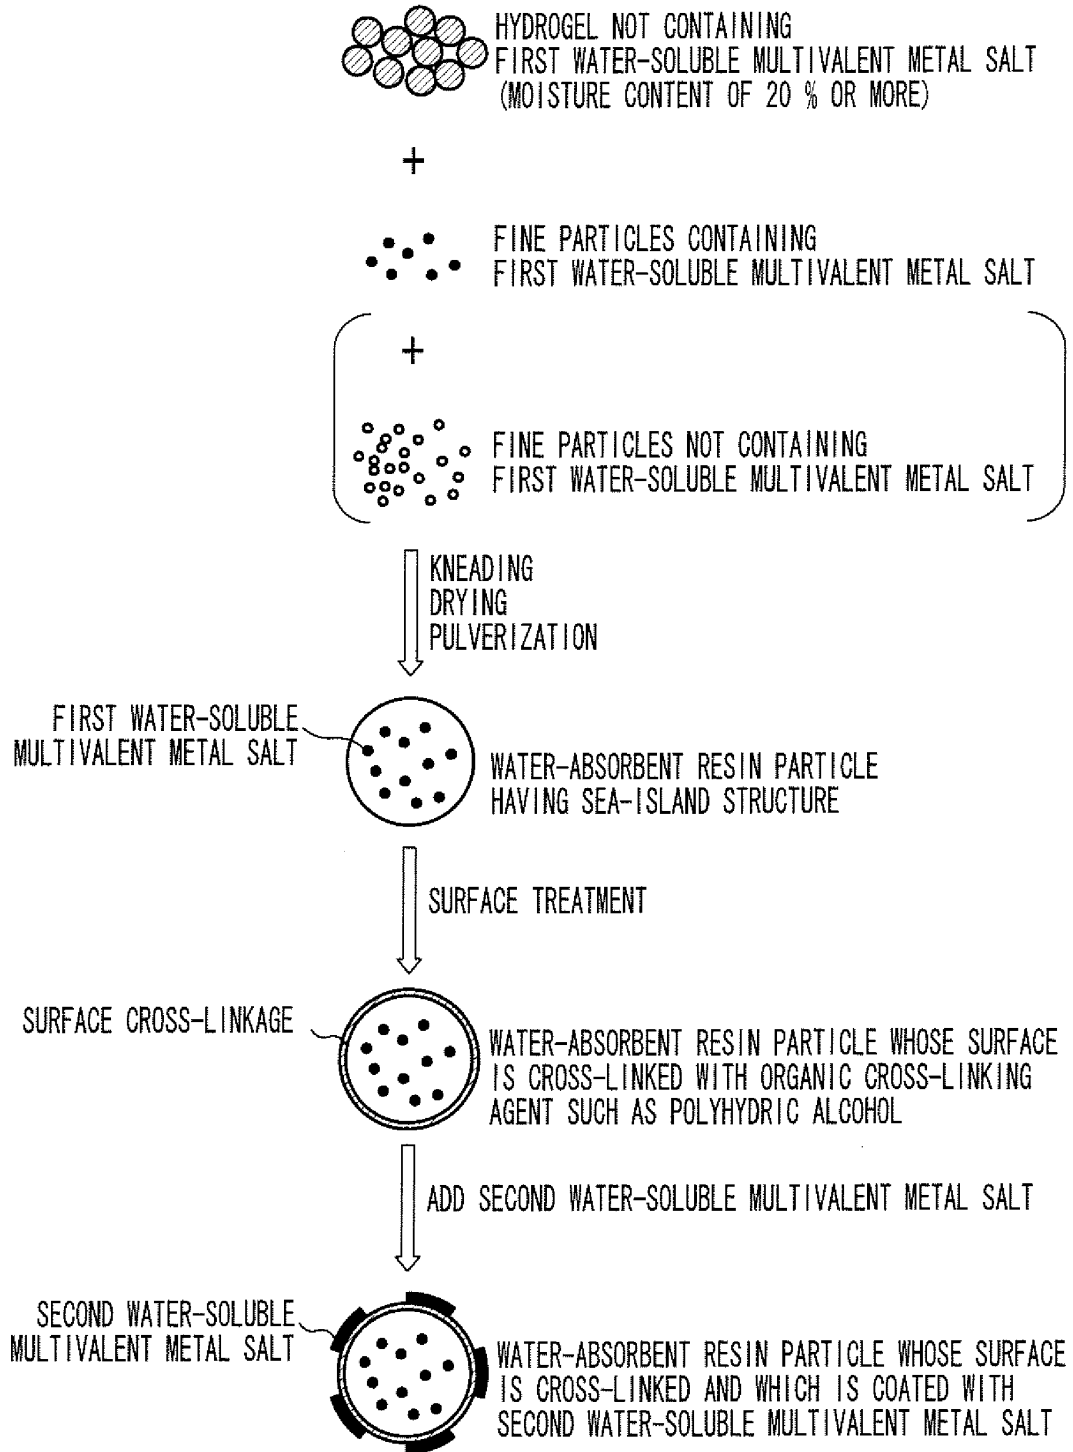 HYDROGEL NOT CONTAINING
FIRST WATER-SOLUBLE MULTIVALENT METAL SALT
(MOISTURE CONTENT OF 20 % OR MORE)
+
FINE PARTICLES CONTAINING
FIRST WATER-SOLUBLE MULTIVALENT METAL SALT
+
FINE PARTICLES NOT CONTAINING
FIRST WATER-SOLUBLE MULTIVALENT METAL SALT
KNEADING
DRYING
PULVERIZATION
FIRST WATER-SOLUBLE
MULTIVALENT METAL SALT
WATER-ABSORBENT RESIN PARTICLE
HAVING SEA-ISLAND STRUCTURE
SURFACE TREATMENT
SURFACE CROSS-LINKAGE
WATER-ABSORBENT RESIN PARTICLE WHOSE SURFACE
IS CROSS-LINKED WITH ORGANIC CROSS-LINKING
AGENT SUCH AS POLYHYDRIC ALCOHOL
ADD SECOND WATER-SOLUBLE MULTIVALENT METAL SALT
SECOND WATER-SOLUBLE
MULTIVALENT METAL SALT
WATER-ABSORBENT RESIN PARTICLE WHOSE SURFACE
IS CROSS-LINKED AND WHICH IS COATED WITH
SECOND WATER-SOLUBLE MULTIVALENT METAL SALT